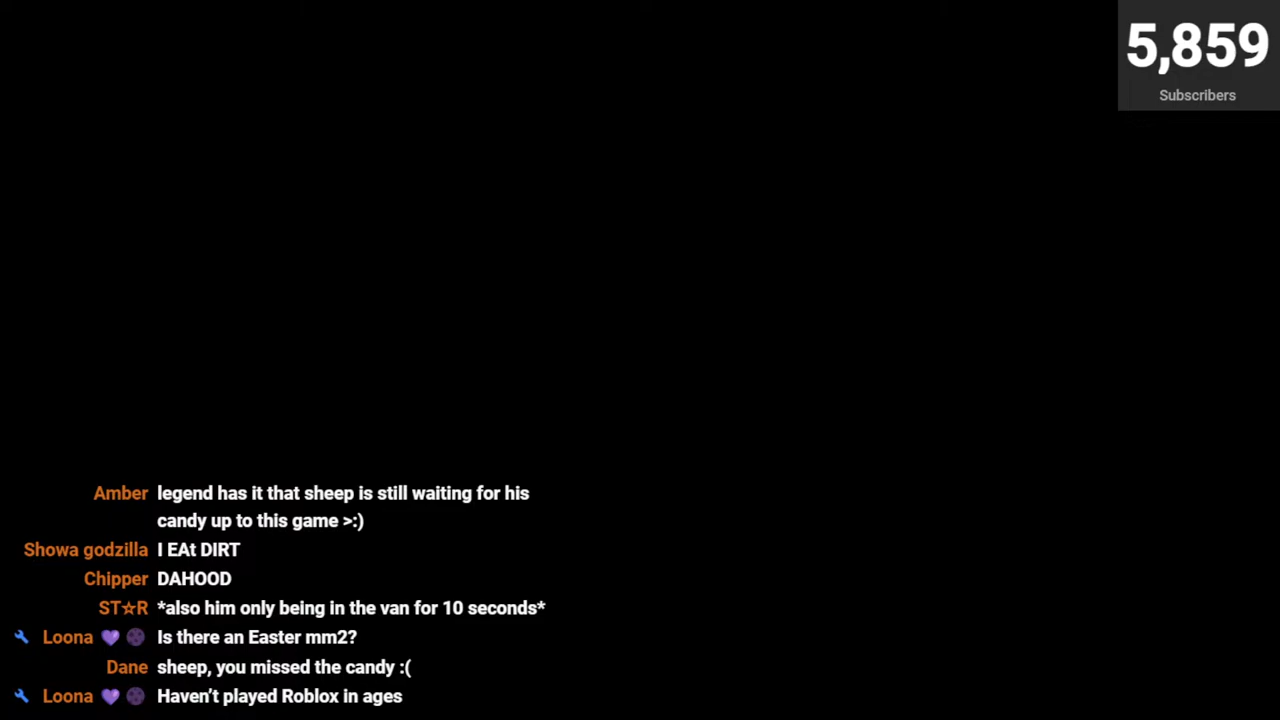 5,859
Subscribers
Amber legend has it that sheep is still waiting for his
candy up to this game >:)
Showa godzilla I EAt DIRT
Chipper DAHOOD
ST☆R *also him only being in the van for 10 seconds*
Loona 💜 Is there an Easter mm2?
Dane sheep, you missed the candy :(
Loona 💜 Haven't played Roblox in ages